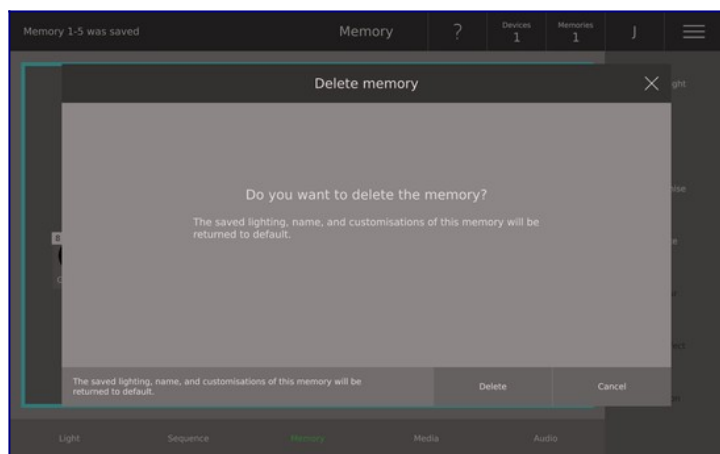 Memory 1-5 was saved
Memory
?
Devices
1
Memories
1
J
Delete memory
ght
Do you want to delete the memory?
The saved lighting, name, and customisations of this memory will be
returned to default.
The saved lighting, name, and customisations of this memory will be
returned to default.
Delete
Cancel
Light
Sequence
Memory
Media
Audio